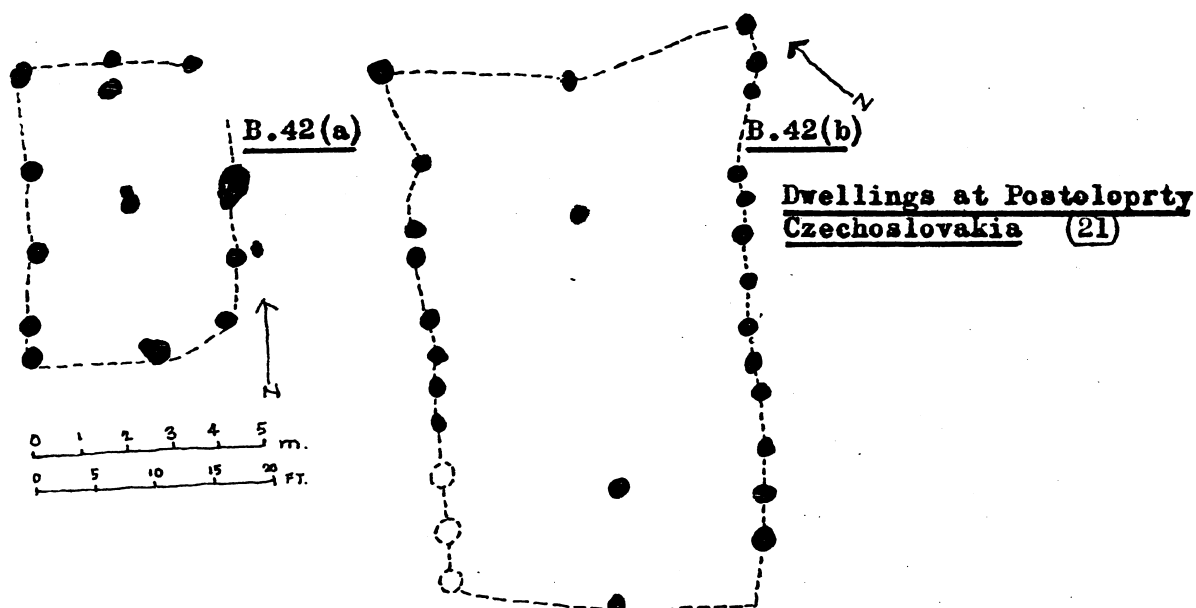 B.42(a)
B.42(b)
Dwellings at Postoloprty
Czechoslovakia (21)
N
N
0 1 2 3 4 5 m.
0 5 10 15 20 FT.